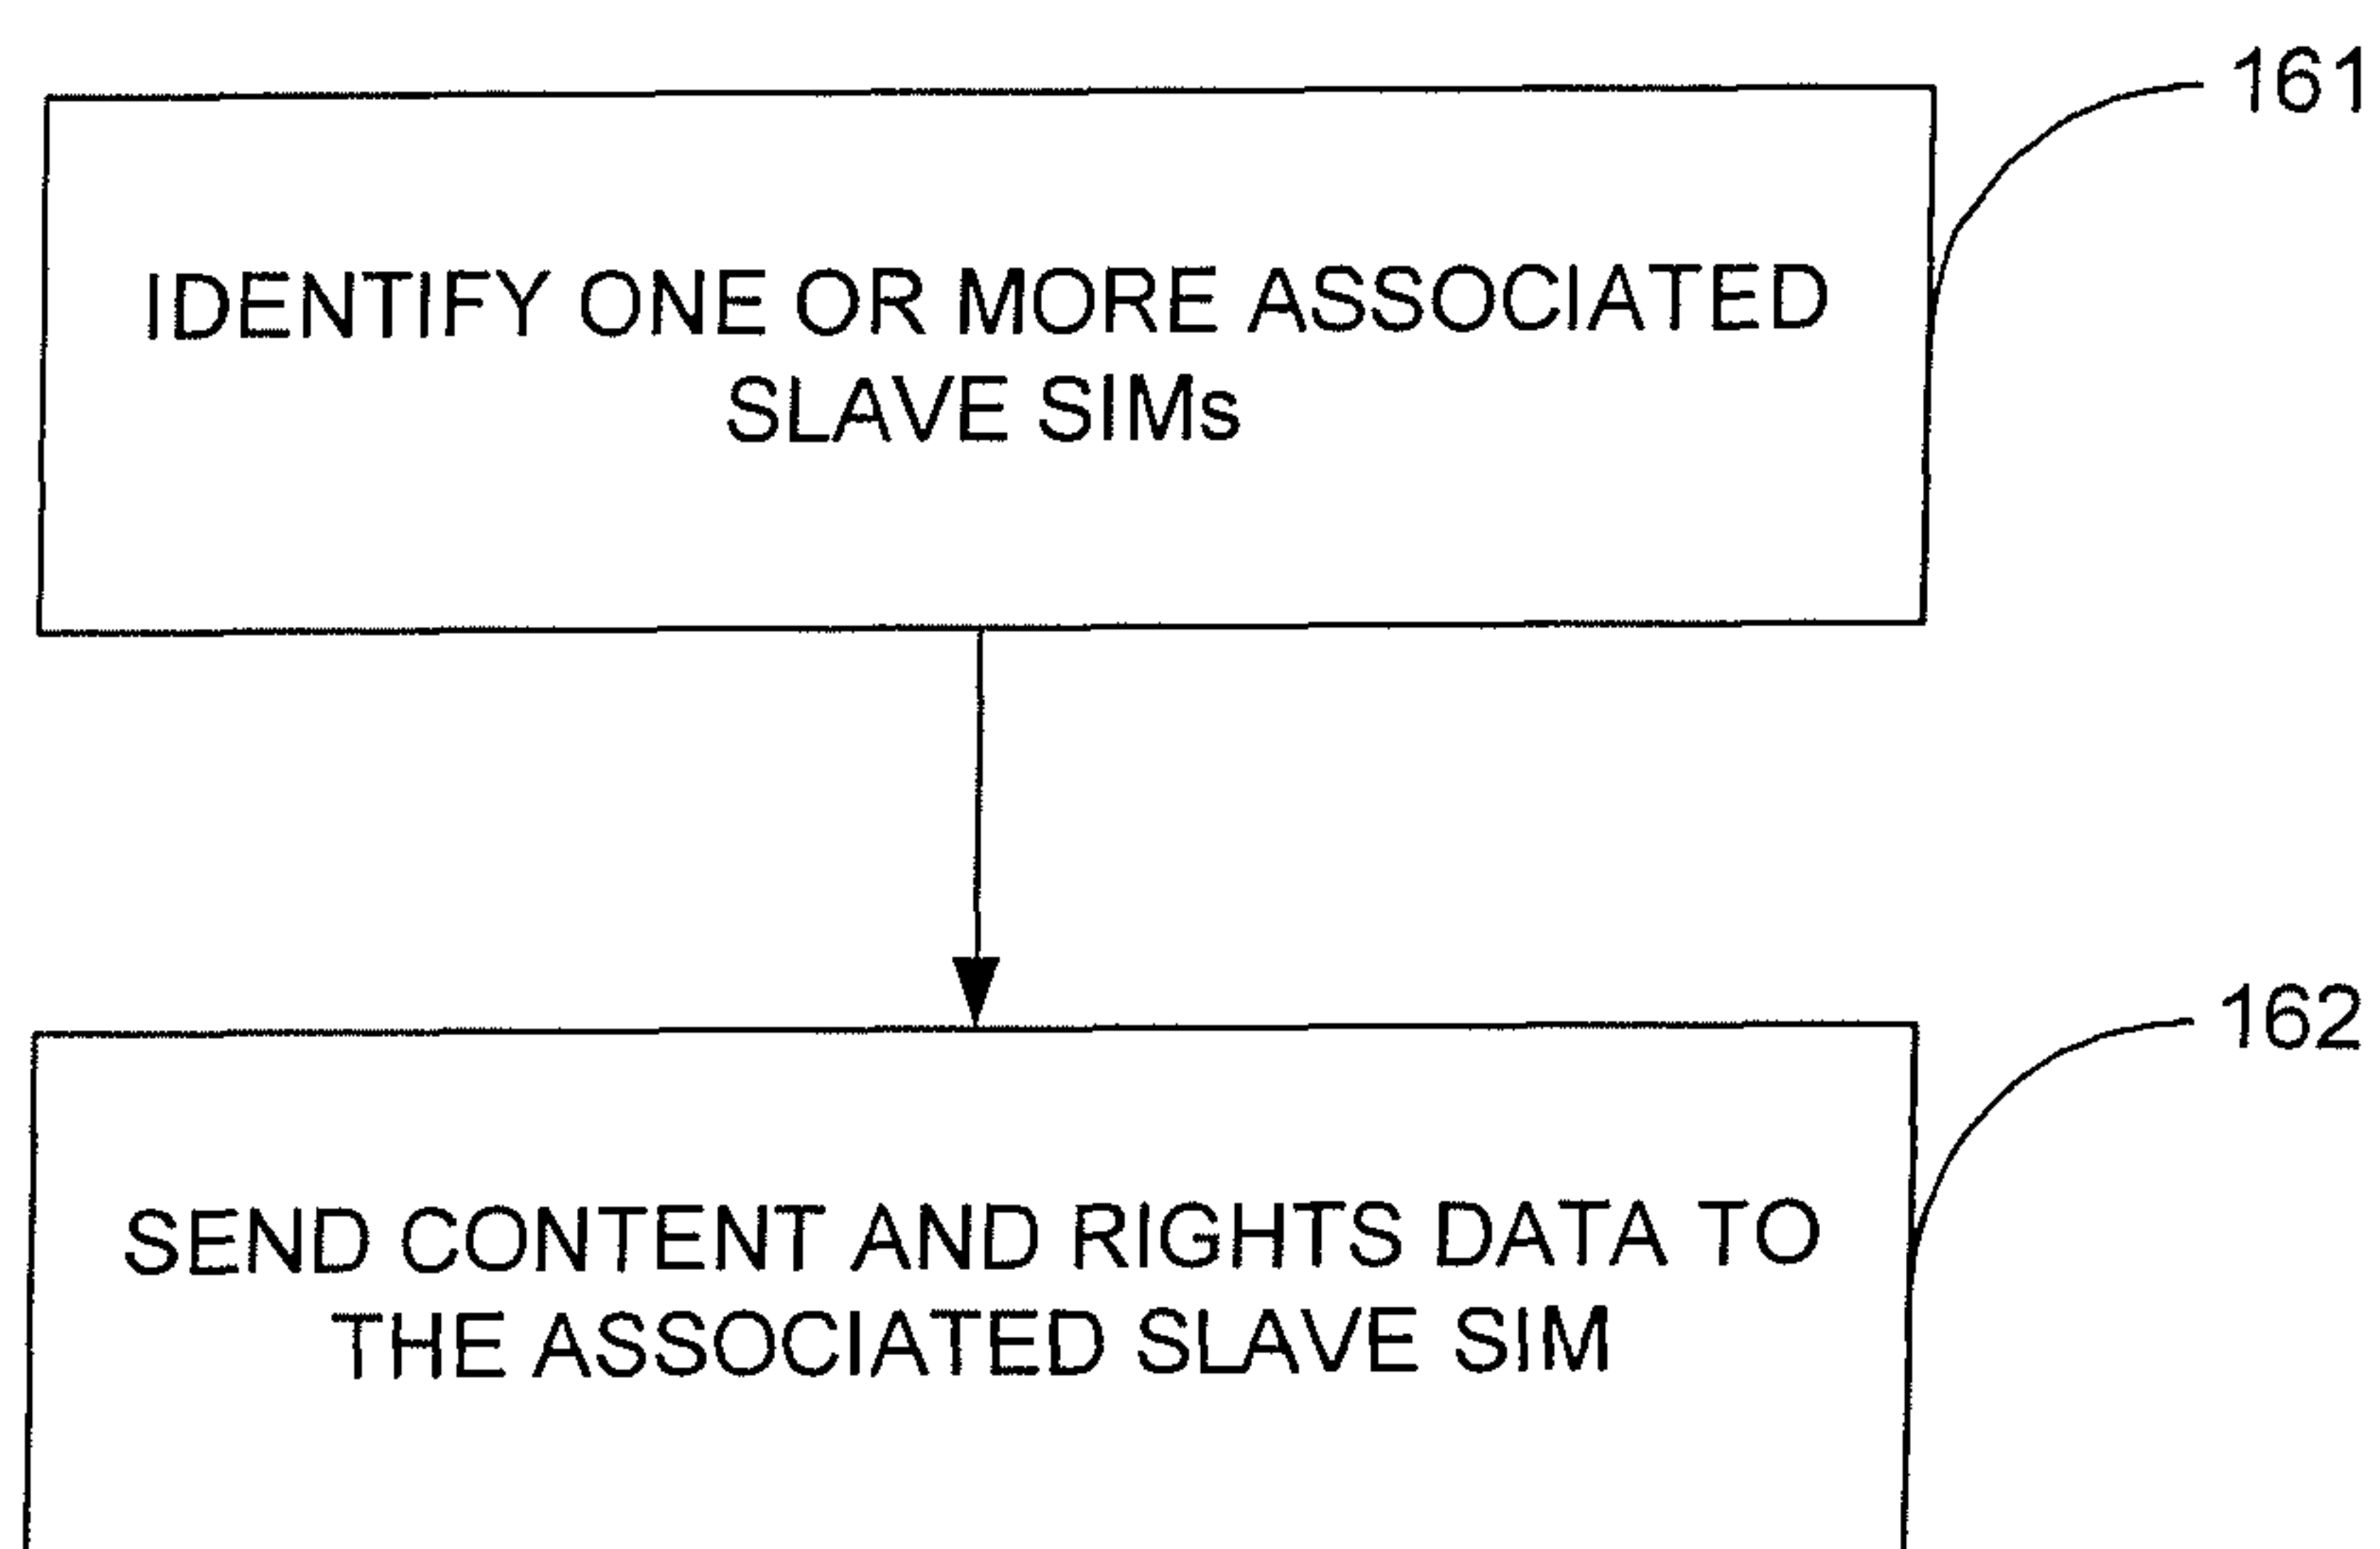 161
IDENTIFY ONE OR MORE ASSOCIATED
SLAVE SIMs
162
SEND CONTENT AND RIGHTS DATA TO
THE ASSOCIATED SLAVE SIM